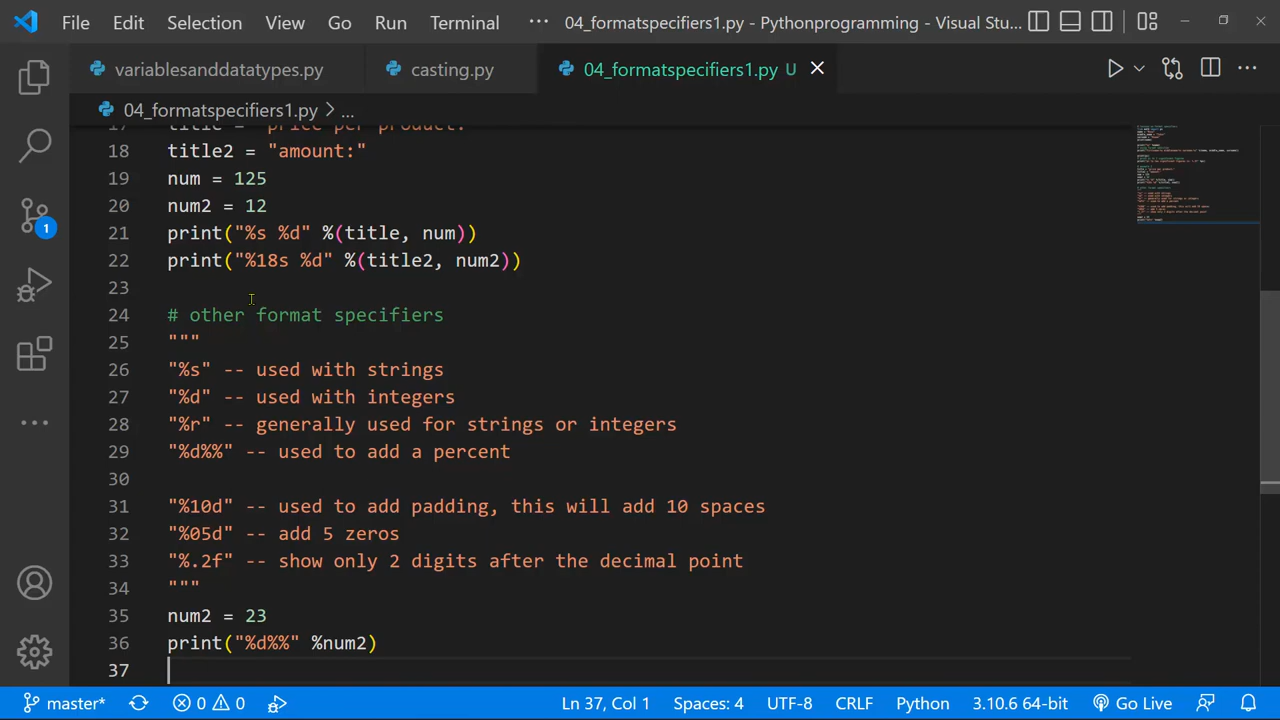 File Edit Selection View Go Run Terminal ··· 04_formatspecifiers1.py - Pythonprogramming - Visual Stu...
variablesanddatatypes.py casting.py 04_formatspecifiers1.py U
04_formatspecifiers1.py > ...
17 title = "price per product:"
18 title2 = "amount:"
19 num = 125
20 num2 = 12
21 print("%s %d" %(title, num))
22 print("%18s %d" %(title2, num2))
23
24 # other format specifiers
25 """
26 "%s" -- used with strings
27 "%d" -- used with integers
28 "%r" -- generally used for strings or integers
29 "%d%%" -- used to add a percent
30
31 "%10d" -- used to add padding, this will add 10 spaces
32 "%05d" -- add 5 zeros
33 "%.2f" -- show only 2 digits after the decimal point
34 """
35 num2 = 23
36 print("%d%%" %num2)
37
1
master* 0 0 Ln 37, Col 1 Spaces: 4 UTF-8 CRLF Python 3.10.6 64-bit Go Live